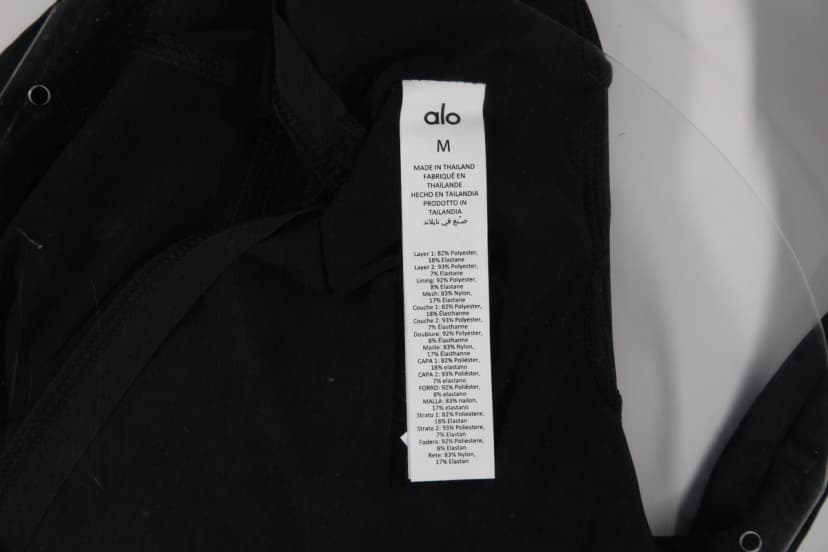 alo
M
MADE IN THAILAND
FABRIQUÉ EN
THAÏLANDE
HECHO EN TAILANDIA
PRODOTTO IN
TAILANDIA
صُنع في تايلاند
Layer 1: 82% Polyester,
18% Elastane
Layer 2: 93% Polyester,
7% Elastane
Lining: 92% Polyester,
8% Elastane
Mesh: 83% Nylon,
17% Elastane
Couche 1: 82% Polyester,
18% Élasthanne
Couche 2: 93% Polyester,
7% Élasthanne
Doublure: 92% Polyester,
8% Élasthanne
Maille: 83% Nylon,
17% Élasthanne
CAPA 1: 82% Poliéster,
18% elastano
CAPA 2: 93% Poliéster,
7% elastano
FORRO: 92% Poliéster,
8% elastano
MALLA: 83% nailon,
17% elastano
Strato 1: 82% Poliestere,
18% Elastan
Strato 2: 93% Poliestere,
7% Elastan
Fodera: 92% Poliestere,
8% Elastan
Rete: 83% Nylon,
17% Elastan